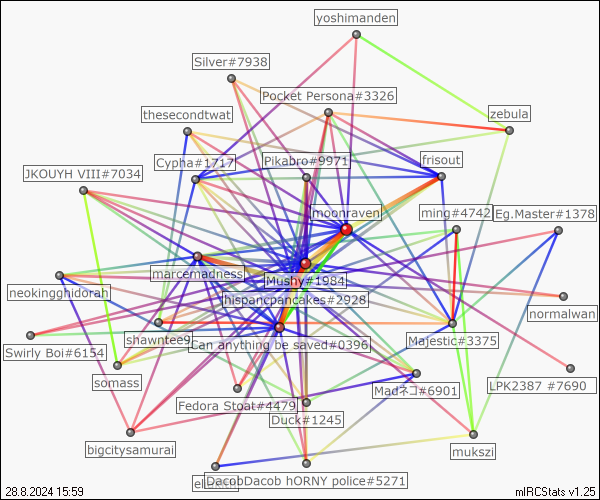 yoshimanden
Silver#7938
Pocket Persona#3326
thesecondtwat
zebula
Cypha#1717
Pikabro#9971
frisout
JKOUYH VIII#7034
moonraven
ming#4742
Eg.Master#1378
marcemadness
Mushy#1984
neokingghidorah
hispancpancakes#2928
normalwan
shawntee9
Can anything be saved#0396
Majestic#3375
Swirly Boi#6154
somass
Madネコ#6901
LPK2387 #7690
Fedora Stoat#4479
Duck#1245
bigcitysamurai
mukszi
DacobDacob hORNY police#5271
28.8.2024 15:59
mIRCStats v1.25